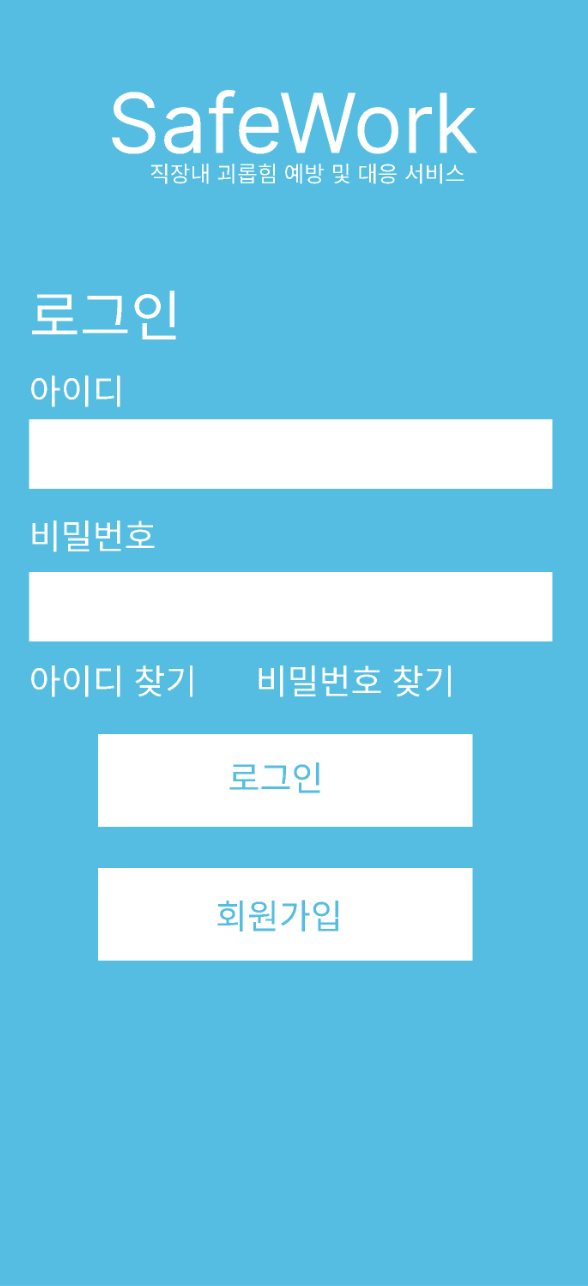 SafeWork
직장내 괴롭힘 예방 및 대응 서비스
로그인
아이디
비밀번호
아이디 찾기 비밀번호 찾기
로그인
회원가입